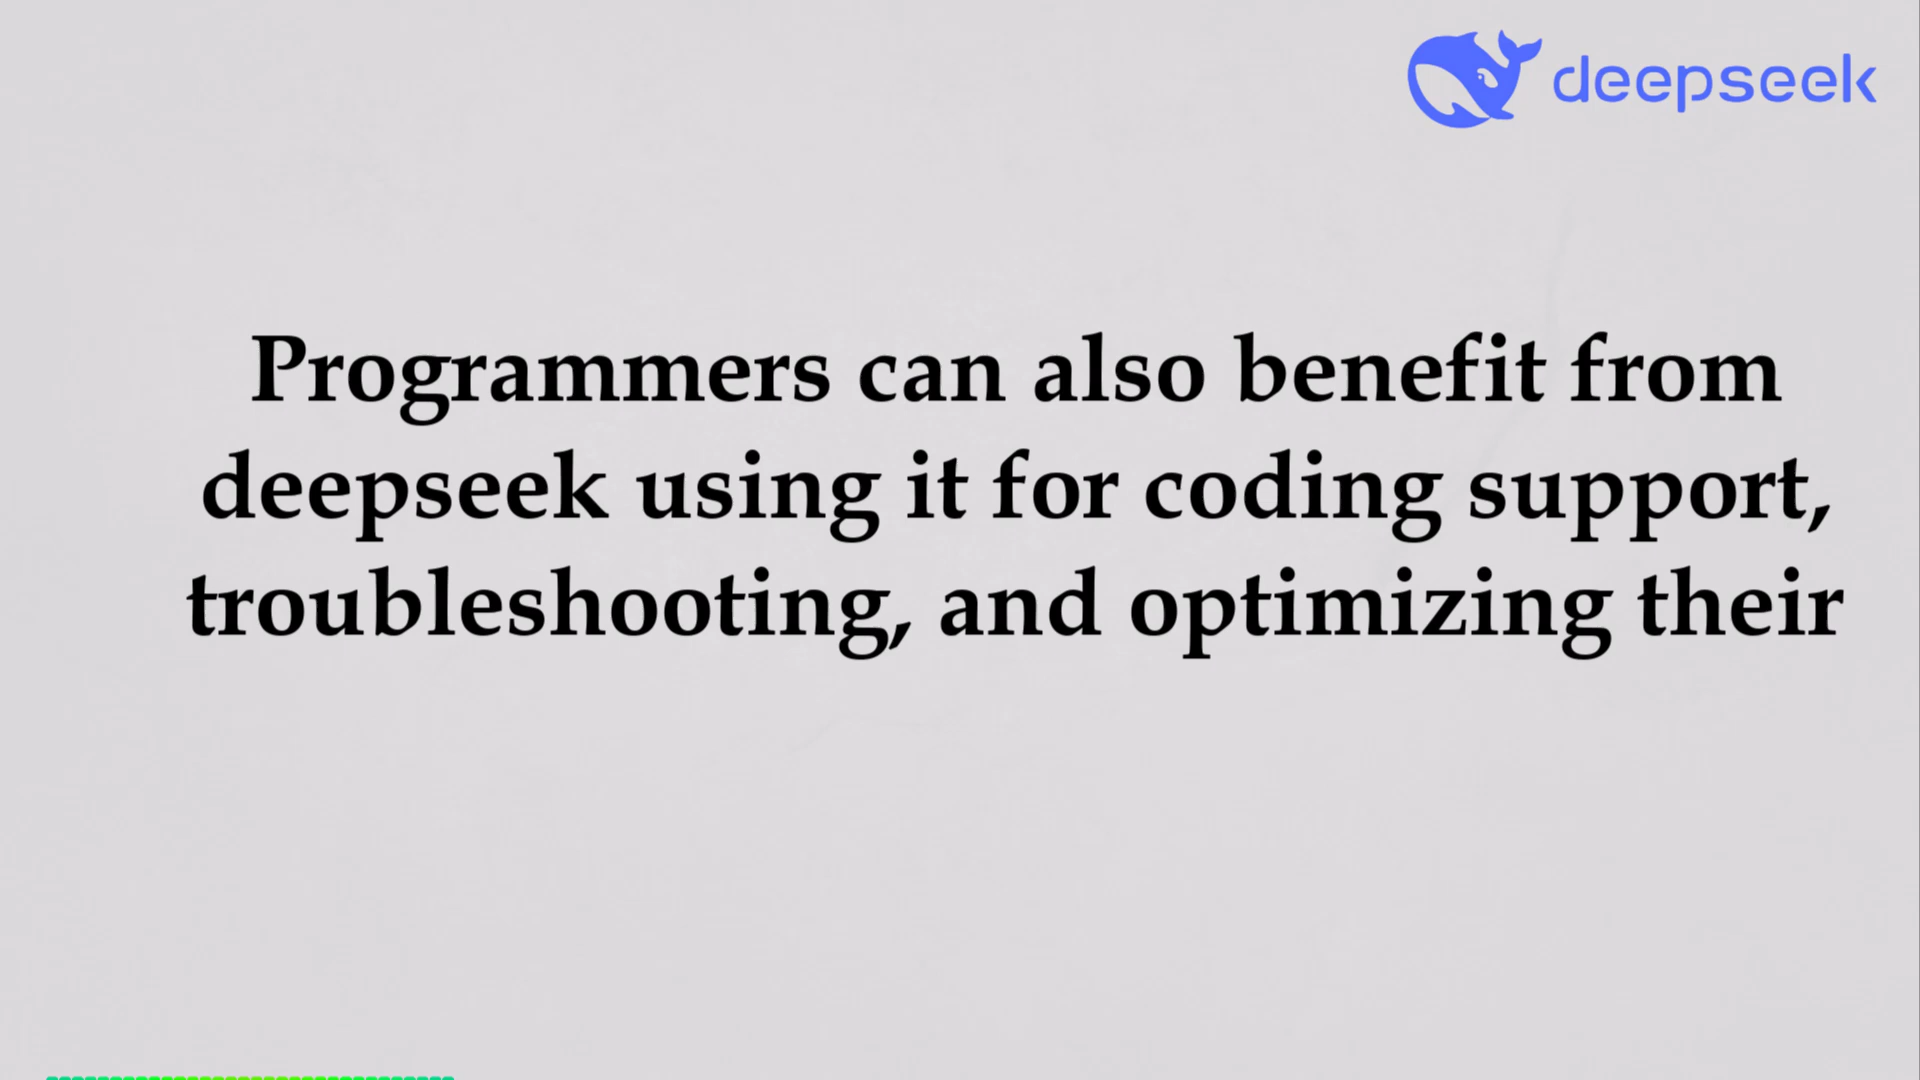 deepseek
Programmers can also benefit from
deepseek using it for coding support,
troubleshooting, and optimizing their